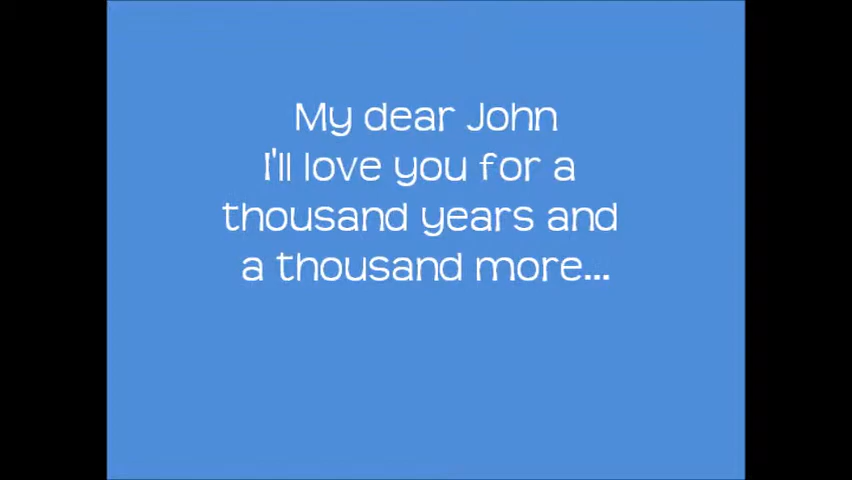 My dear John
I'll love you for a
thousand years and
a thousand more...